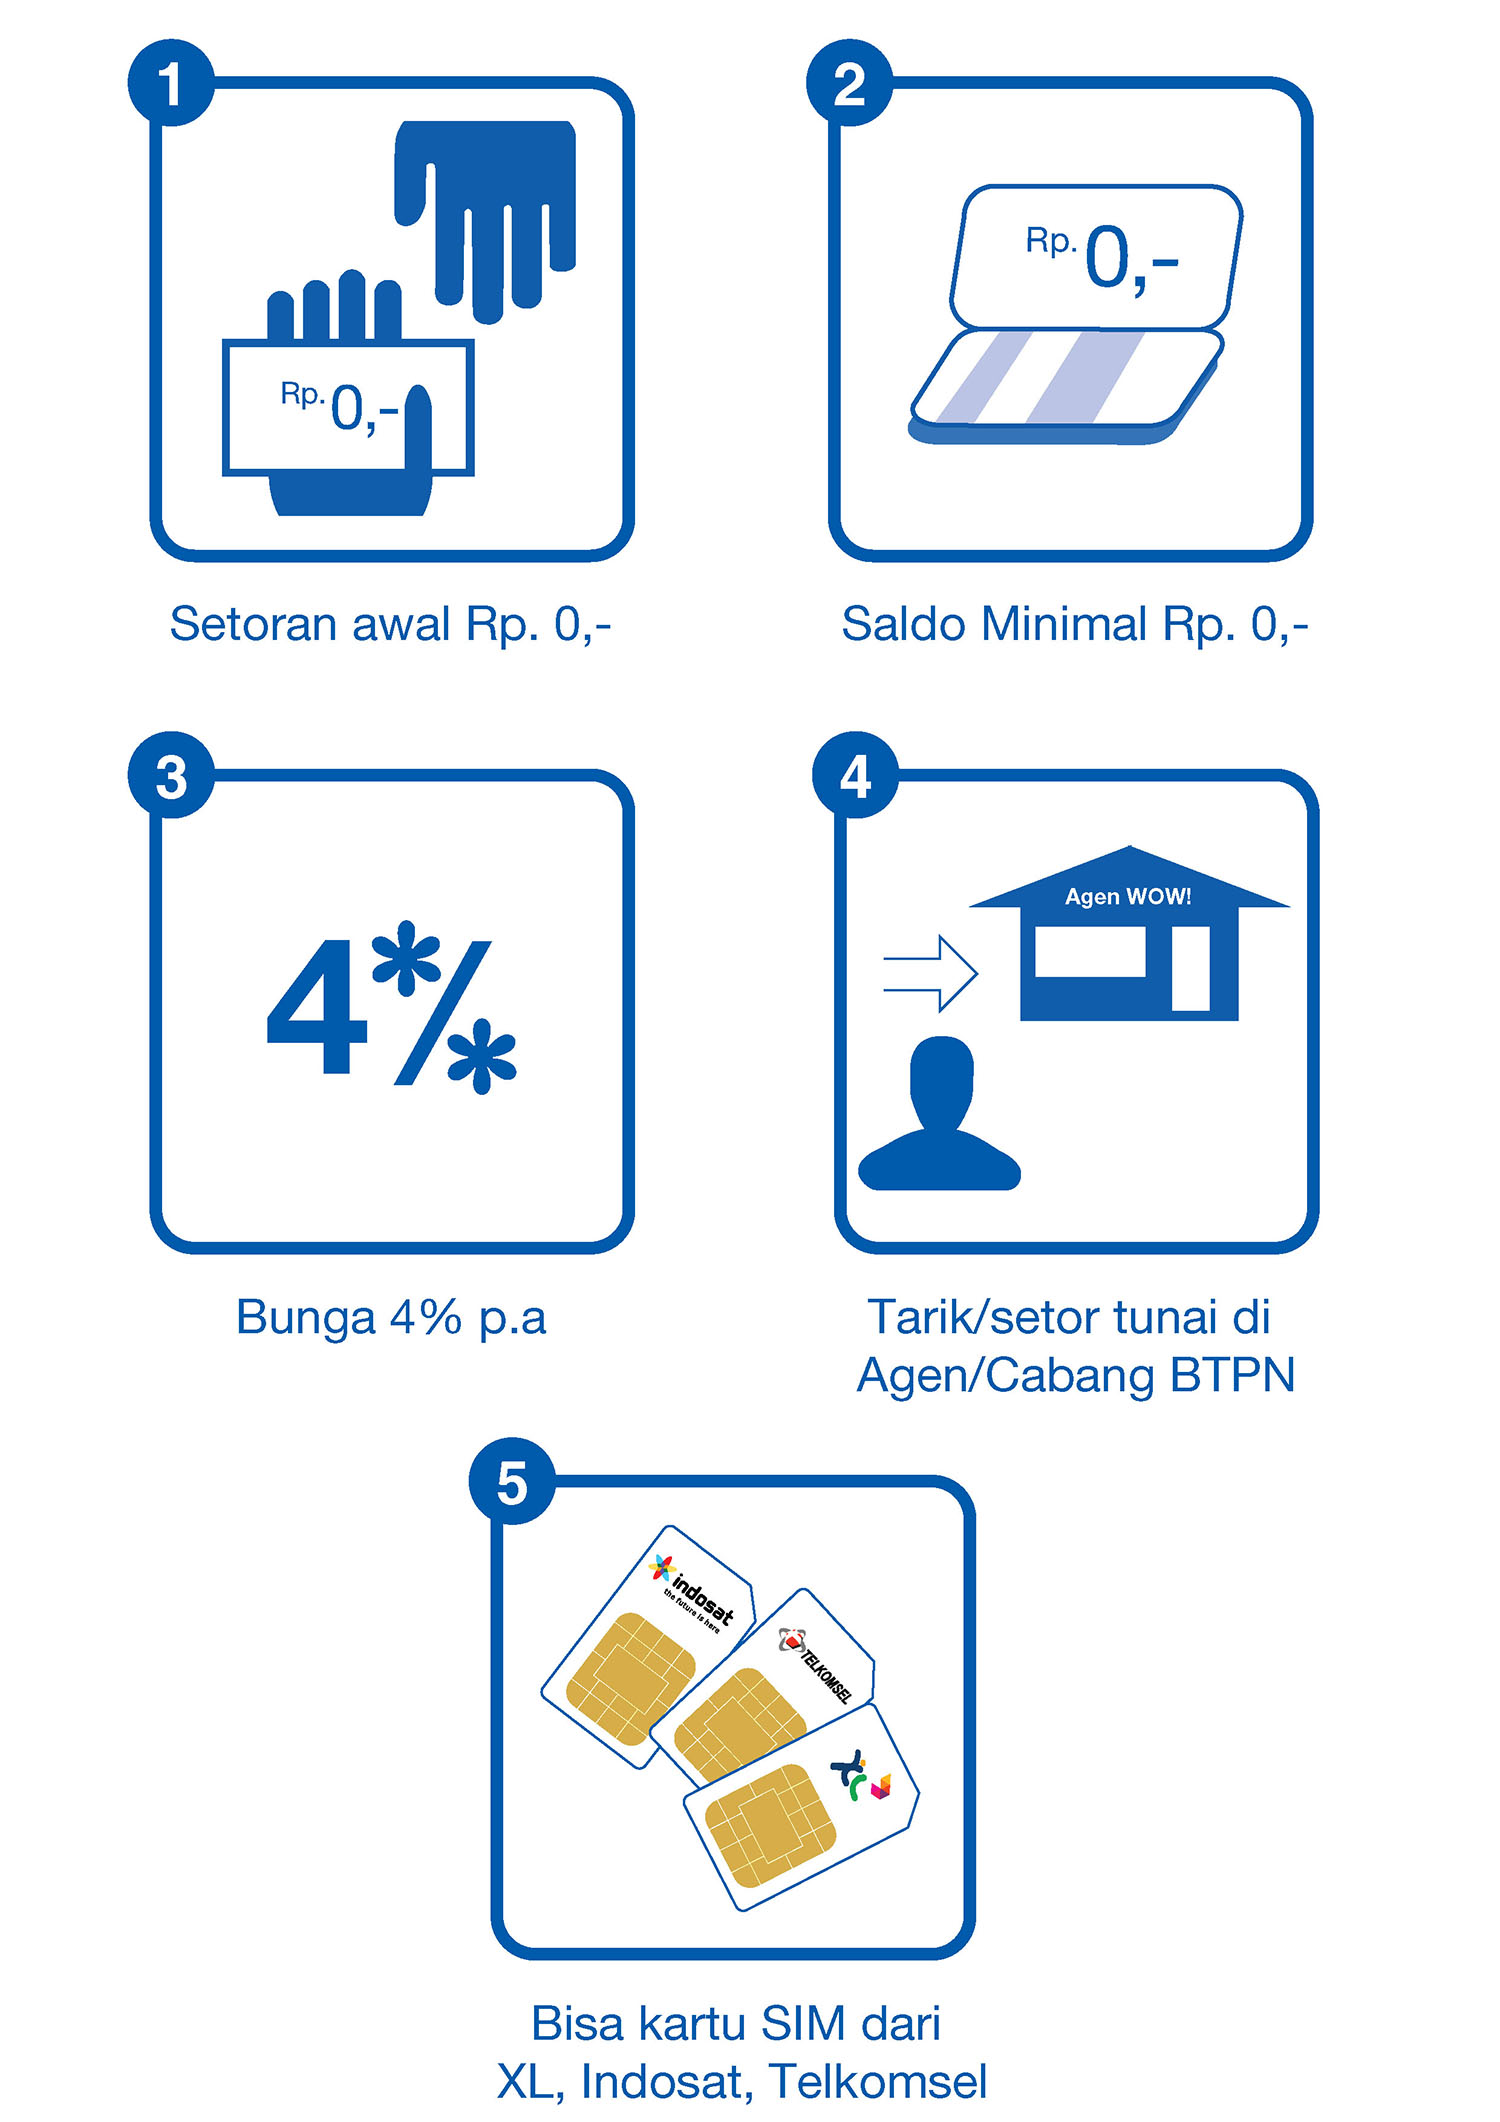 1
Rp. 0,-
Setoran awal Rp. 0,-
2
Rp. 0,-
Saldo Minimal Rp. 0,-
3
4%
Bunga 4% p.a
4
Agen WOW!
Tarik/setor tunai di
Agen/Cabang BTPN
5
indosat
the future is here
TELKOMSEL
XL
Bisa kartu SIM dari
XL, Indosat, Telkomsel